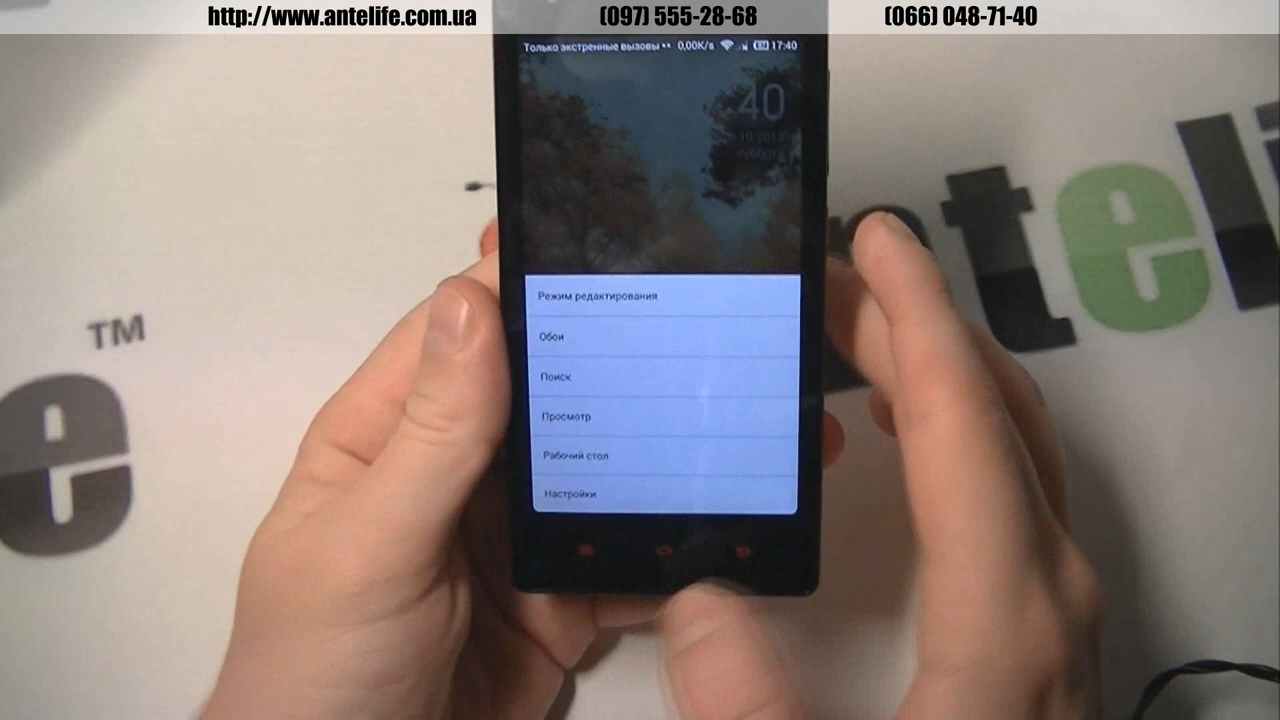 http://www.antelife.com.ua (097) 555-28-68 (066) 048-71-40
Только экстренные вызовы 0,00K/s 17:40
40
Режим редактирования
Обои
Поиск
Просмотр
Рабочий стол
Настройки
TM
e
nteli